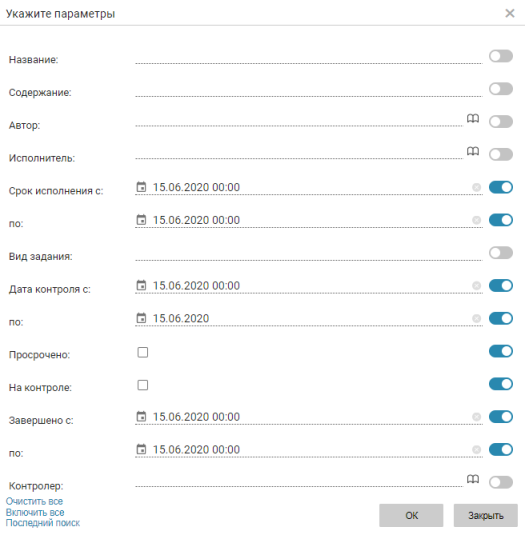 Укажите параметры
Название:
Содержание:
Автор:
Исполнитель:
Срок исполнения с: 15.06.2020 00:00
по: 15.06.2020 00:00
Вид задания:
Дата контроля с: 15.06.2020 00:00
по: 15.06.2020
Просрочено:
На контроле:
Завершено с: 15.06.2020 00:00
по: 15.06.2020 00:00
Контролер:
Очистить все
Включить все
Последний поиск
ОК Закрыть